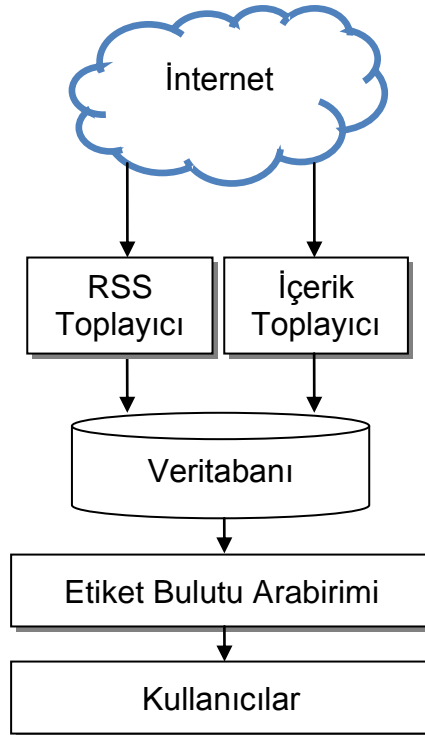 İnternet
RSS
Toplayıcı
İçerik
Toplayıcı
Veritabanı
Etiket Bulutu Arabirimi
Kullanıcılar